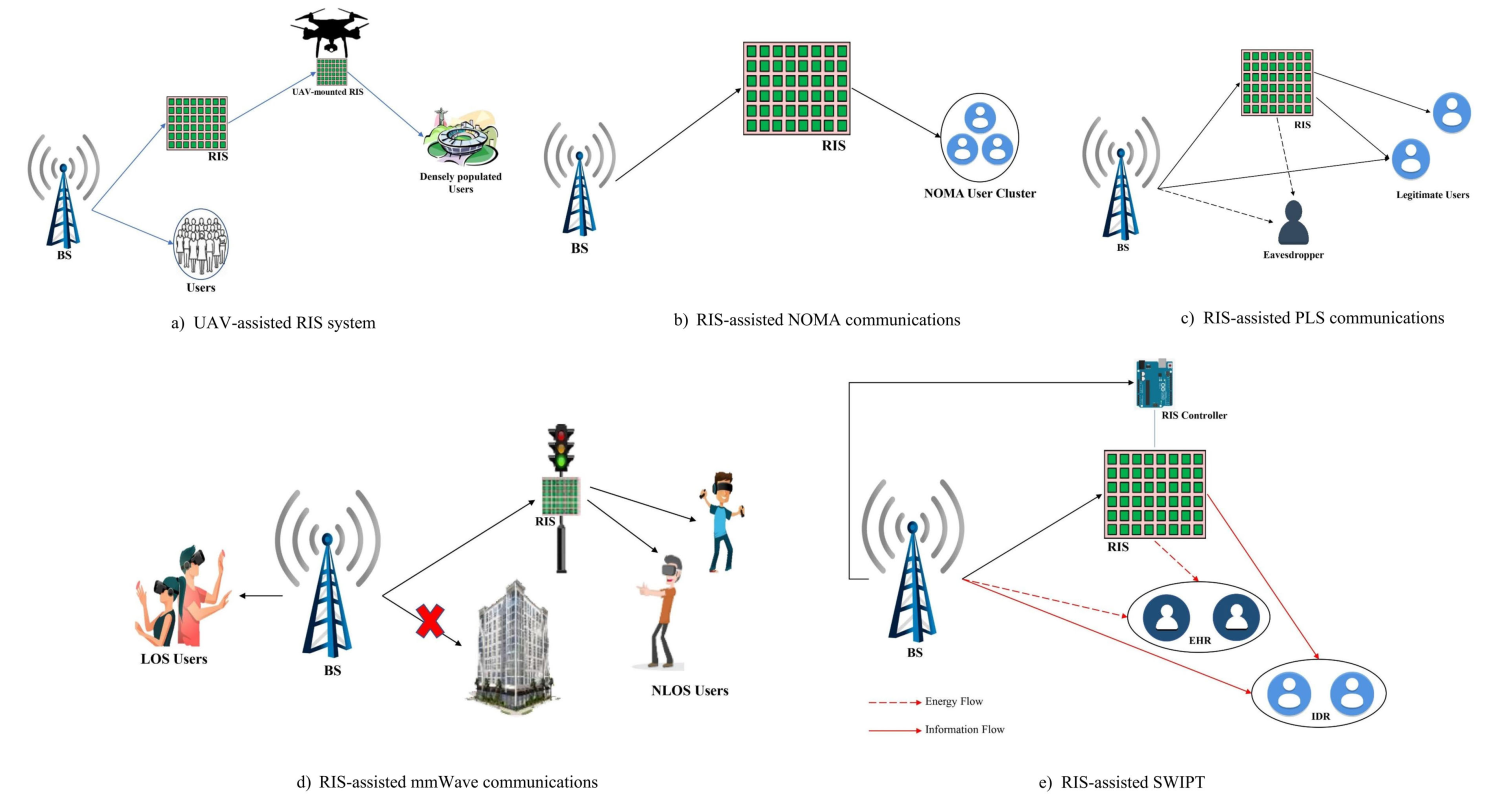 UAV-mounted RIS
RIS
Densely populated
Users
BS
Users
a) UAV-assisted RIS system
RIS
NOMA User Cluster
BS
b) RIS-assisted NOMA communications
RIS
Legitimate Users
BS
Eavesdropper
c) RIS-assisted PLS communications
RIS
LOS Users
BS
NLOS Users
d) RIS-assisted mmWave communications
RIS Controller
RIS
BS
EHR
IDR
Energy Flow
Information Flow
e) RIS-assisted SWIPT